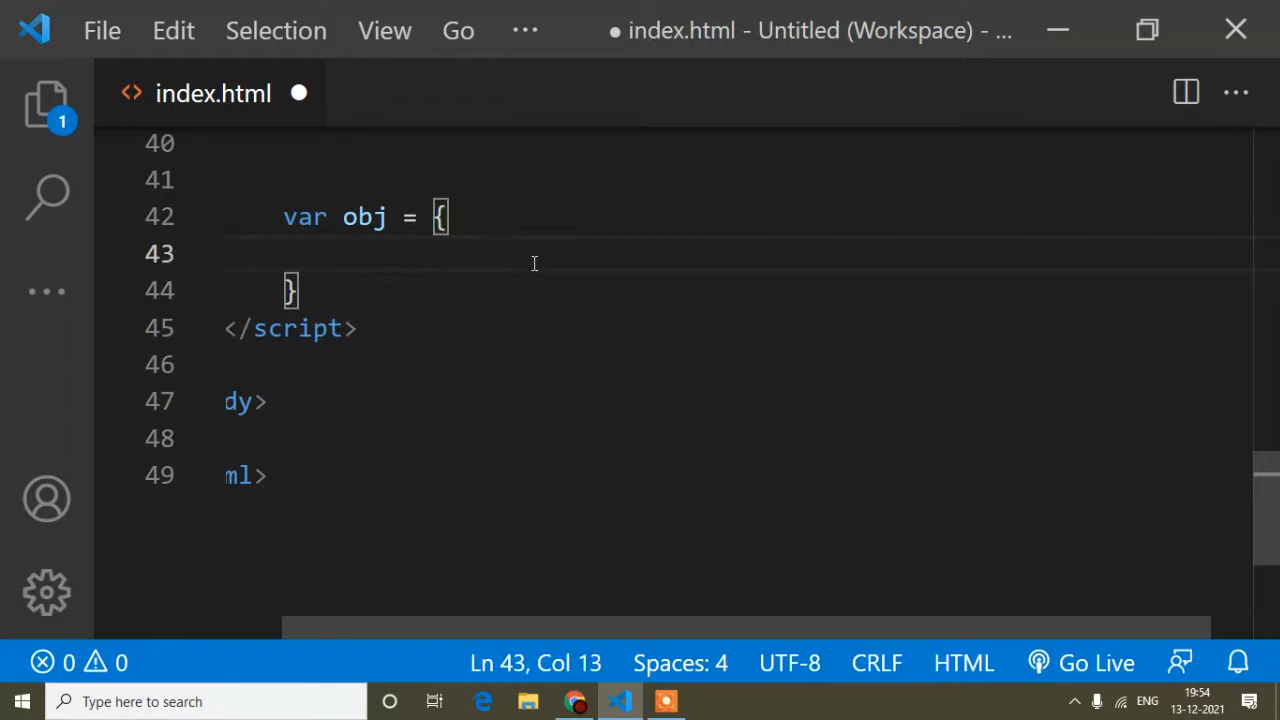 File Edit Selection View Go ··· ● index.html - Untitled (Workspace) - ...
<> index.html ●
1
40
41
42 var obj = {
43
44 }
45 </script>
46
47 dy>
48
49 ml>
0 0 Ln 43, Col 13 Spaces: 4 UTF-8 CRLF HTML Go Live
Type here to search ENG 19:54
13-12-2021